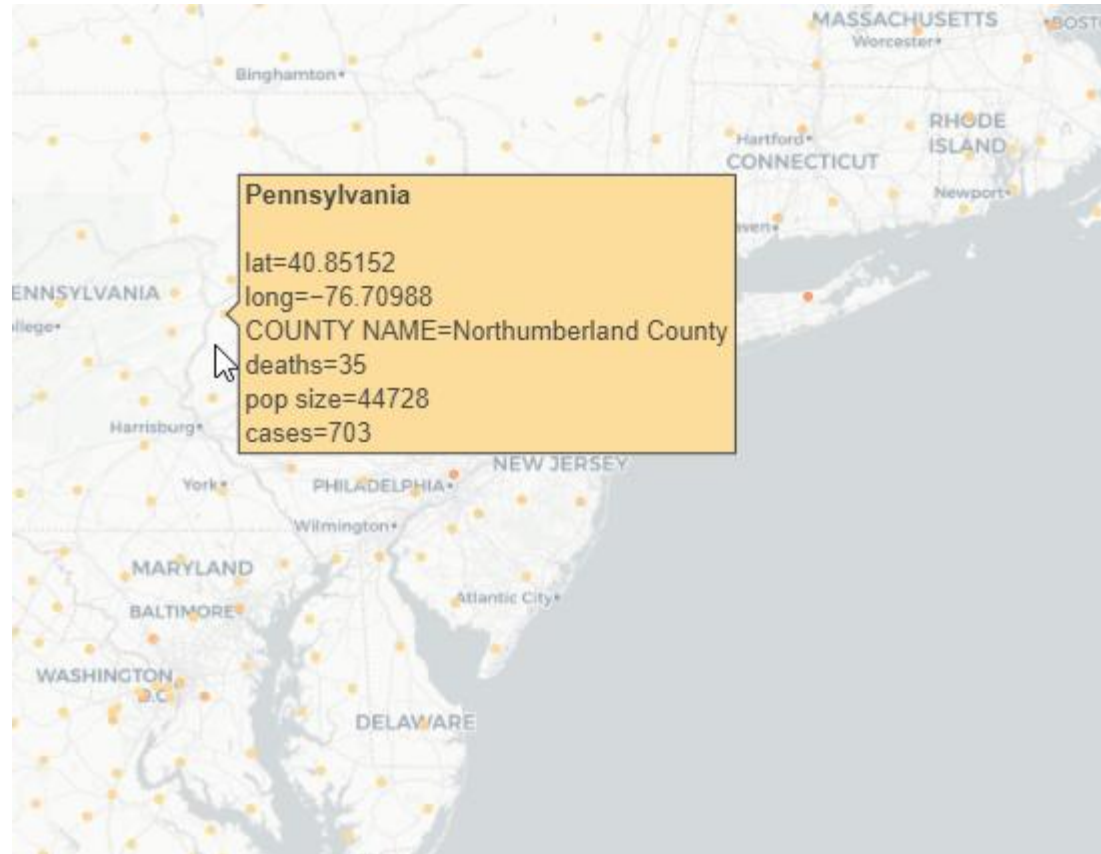 MASSACHUSETTS
BOST
Worcester
Binghamton
RHODE
ISLAND
Hartford
CONNECTICUT
Newport
Pennsylvania
lat=40.85152
long=−76.70988
COUNTY NAME=Northumberland County
deaths=35
pop size=44728
cases=703
aven
ENNSYLVANIA
llege
Harrisburg
NEW JERSEY
York
PHILADELPHIA
Wilmington
MARYLAND
Atlantic City
BALTIMORE
WASHINGTON
D.C.
DELAWARE